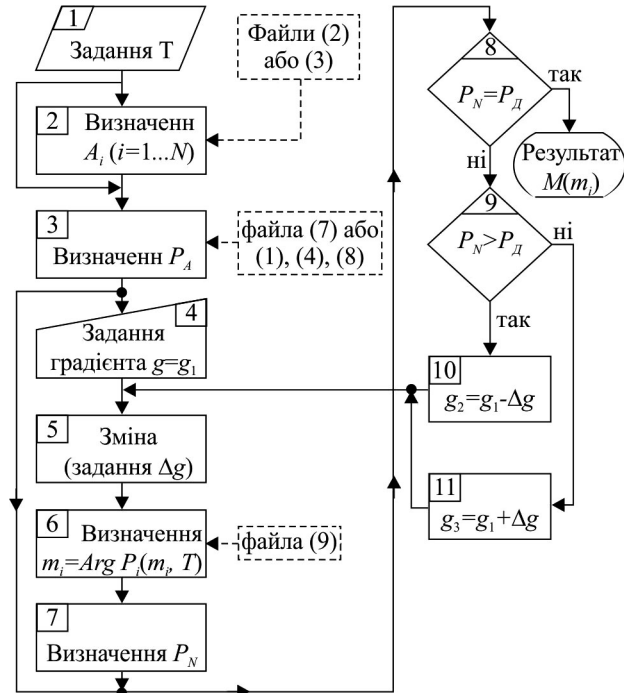 1
Задання T
Файли (2)
або (3)
2
Визначенн
A_i (i=1...N)
3
Визначенн P_A
файла (7) або
(1), (4), (8)
4
Задання
градієнта g=g_1
5
Зміна
(задання Δg)
6
Визначення
m_i=Arg P_i(m_i, T)
файла (9)
7
Визначення P_N
8
P_N=P_Д
так
ні
Результат
M(m_i)
9
P_N>P_Д
ні
так
10
g_2=g_1-Δg
11
g_3=g_1+Δg